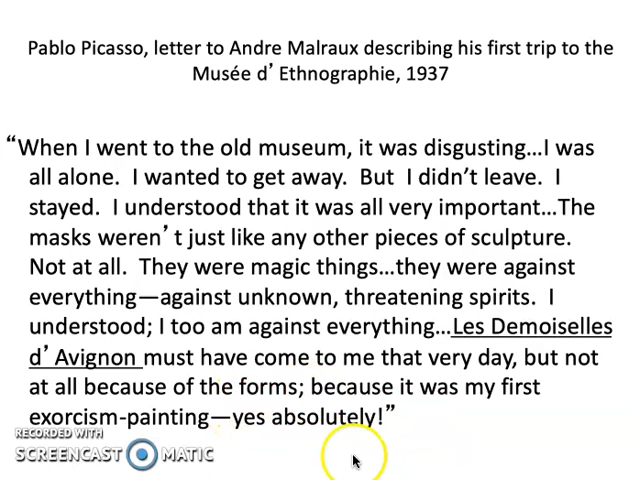 Pablo Picasso, letter to Andre Malraux describing his first trip to the
Musée d’ Ethnographie, 1937
“When I went to the old museum, it was disgusting…I was
all alone. I wanted to get away. But I didn’t leave. I
stayed. I understood that it was all very important…The
masks weren’ t just like any other pieces of sculpture.
Not at all. They were magic things…they were against
everything—against unknown, threatening spirits. I
understood; I too am against everything…Les Demoiselles
d’ Avignon must have come to me that very day, but not
at all because of the forms; because it was my first
exorcism-painting—yes absolutely!”
RECORDED WITH
SCREENCAST MATIC